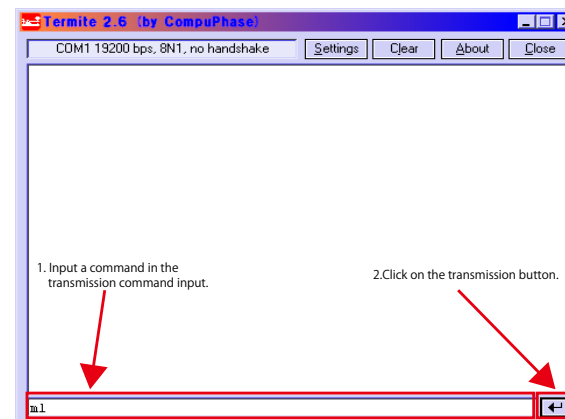 Termite 2.6 (by CompuPhase)
COM1 19200 bps, 8N1, no handshake Settings Clear About Close
1. Input a command in the
transmission command input.
2.Click on the transmission button.
m1